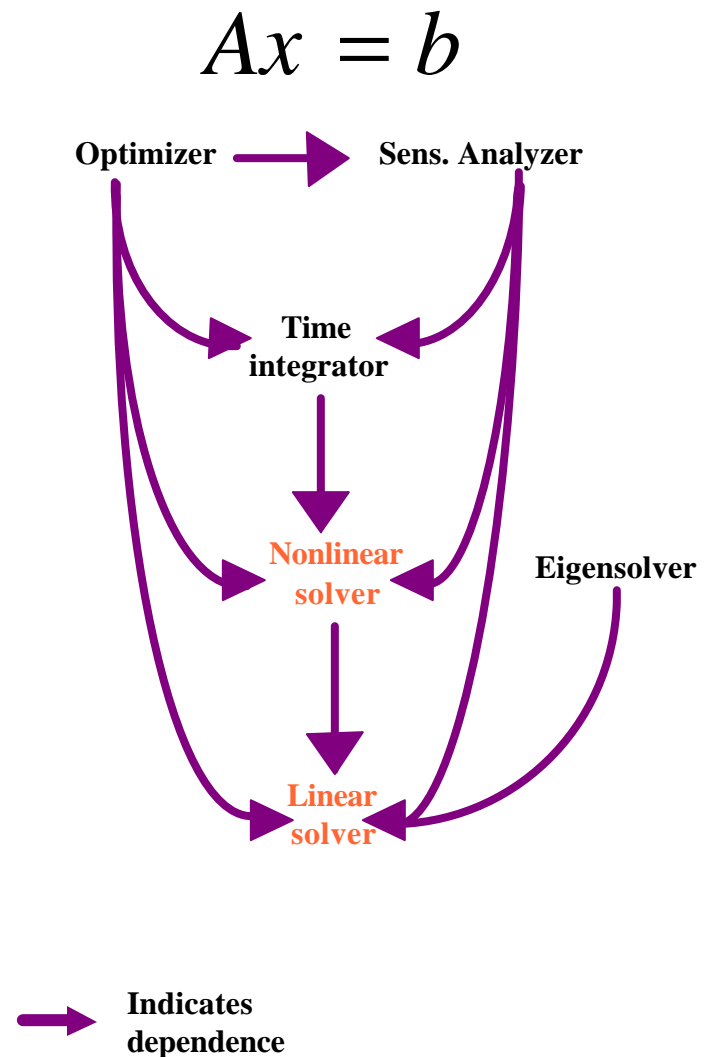 Ax = b
Optimizer
Sens. Analyzer
Time
integrator
Nonlinear
solver
Eigensolver
Linear
solver
Indicates
dependence